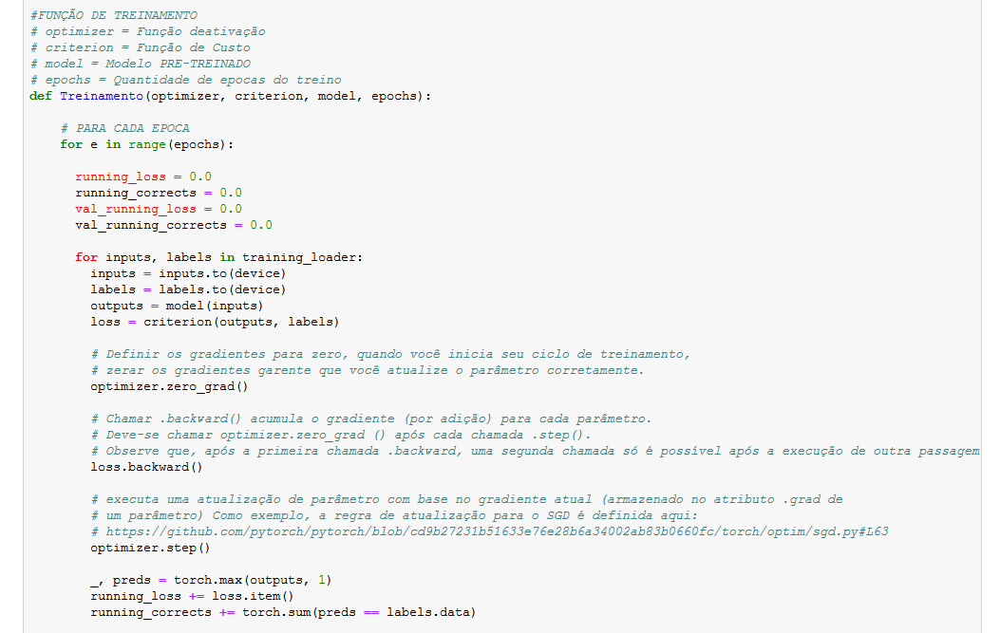 #FUNÇÃO DE TREINAMENTO
# optimizer = Função deativação
# criterion = Função de Custo
# model = Modelo PRE-TREINADO
# epochs = Quantidade de epocas do treino
def Treinamento(optimizer, criterion, model, epochs):
# PARA CADA EPOCA
for e in range(epochs):
running_loss = 0.0
running_corrects = 0.0
val_running_loss = 0.0
val_running_corrects = 0.0
for inputs, labels in training_loader:
inputs = inputs.to(device)
labels = labels.to(device)
outputs = model(inputs)
loss = criterion(outputs, labels)
# Definir os gradientes para zero, quando você inicia seu ciclo de treinamento,
# zerar os gradientes garente que você atualize o parâmetro corretamente.
optimizer.zero_grad()
# Chamar .backward() acumula o gradiente (por adição) para cada parâmetro.
# Deve-se chamar optimizer.zero_grad () após cada chamada .step().
# Observe que, após a primeira chamada .backward, uma segunda chamada só é possível após a execução de outra passagem
loss.backward()
# executa uma atualização de parâmetro com base no gradiente atual (armazenado no atributo .grad de
# um parâmetro) Como exemplo, a regra de atualização para o SGD é definida aqui:
# https://github.com/pytorch/pytorch/blob/cd9b27231b51633e76e28b6a34002ab83b0660fc/torch/optim/sgd.py#L63
optimizer.step()
_, preds = torch.max(outputs, 1)
running_loss += loss.item()
running_corrects += torch.sum(preds == labels.data)